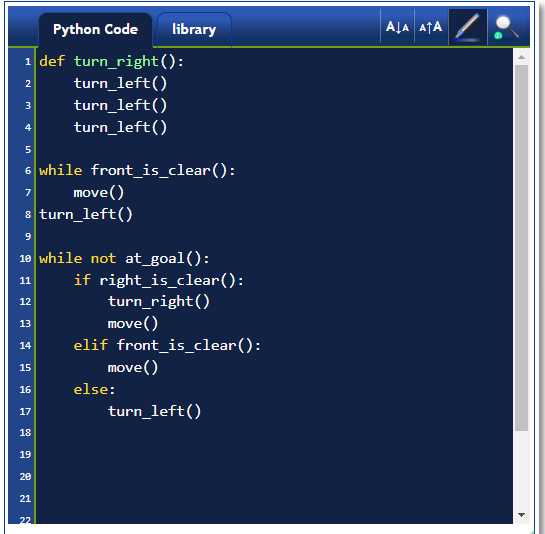 Python Code library A↓A A↑A
1 def turn_right():
2     turn_left()
3     turn_left()
4     turn_left()
5
6 while front_is_clear():
7     move()
8 turn_left()
9
10 while not at_goal():
11     if right_is_clear():
12         turn_right()
13         move()
14     elif front_is_clear():
15         move()
16     else:
17         turn_left()
18
19
20
21
22